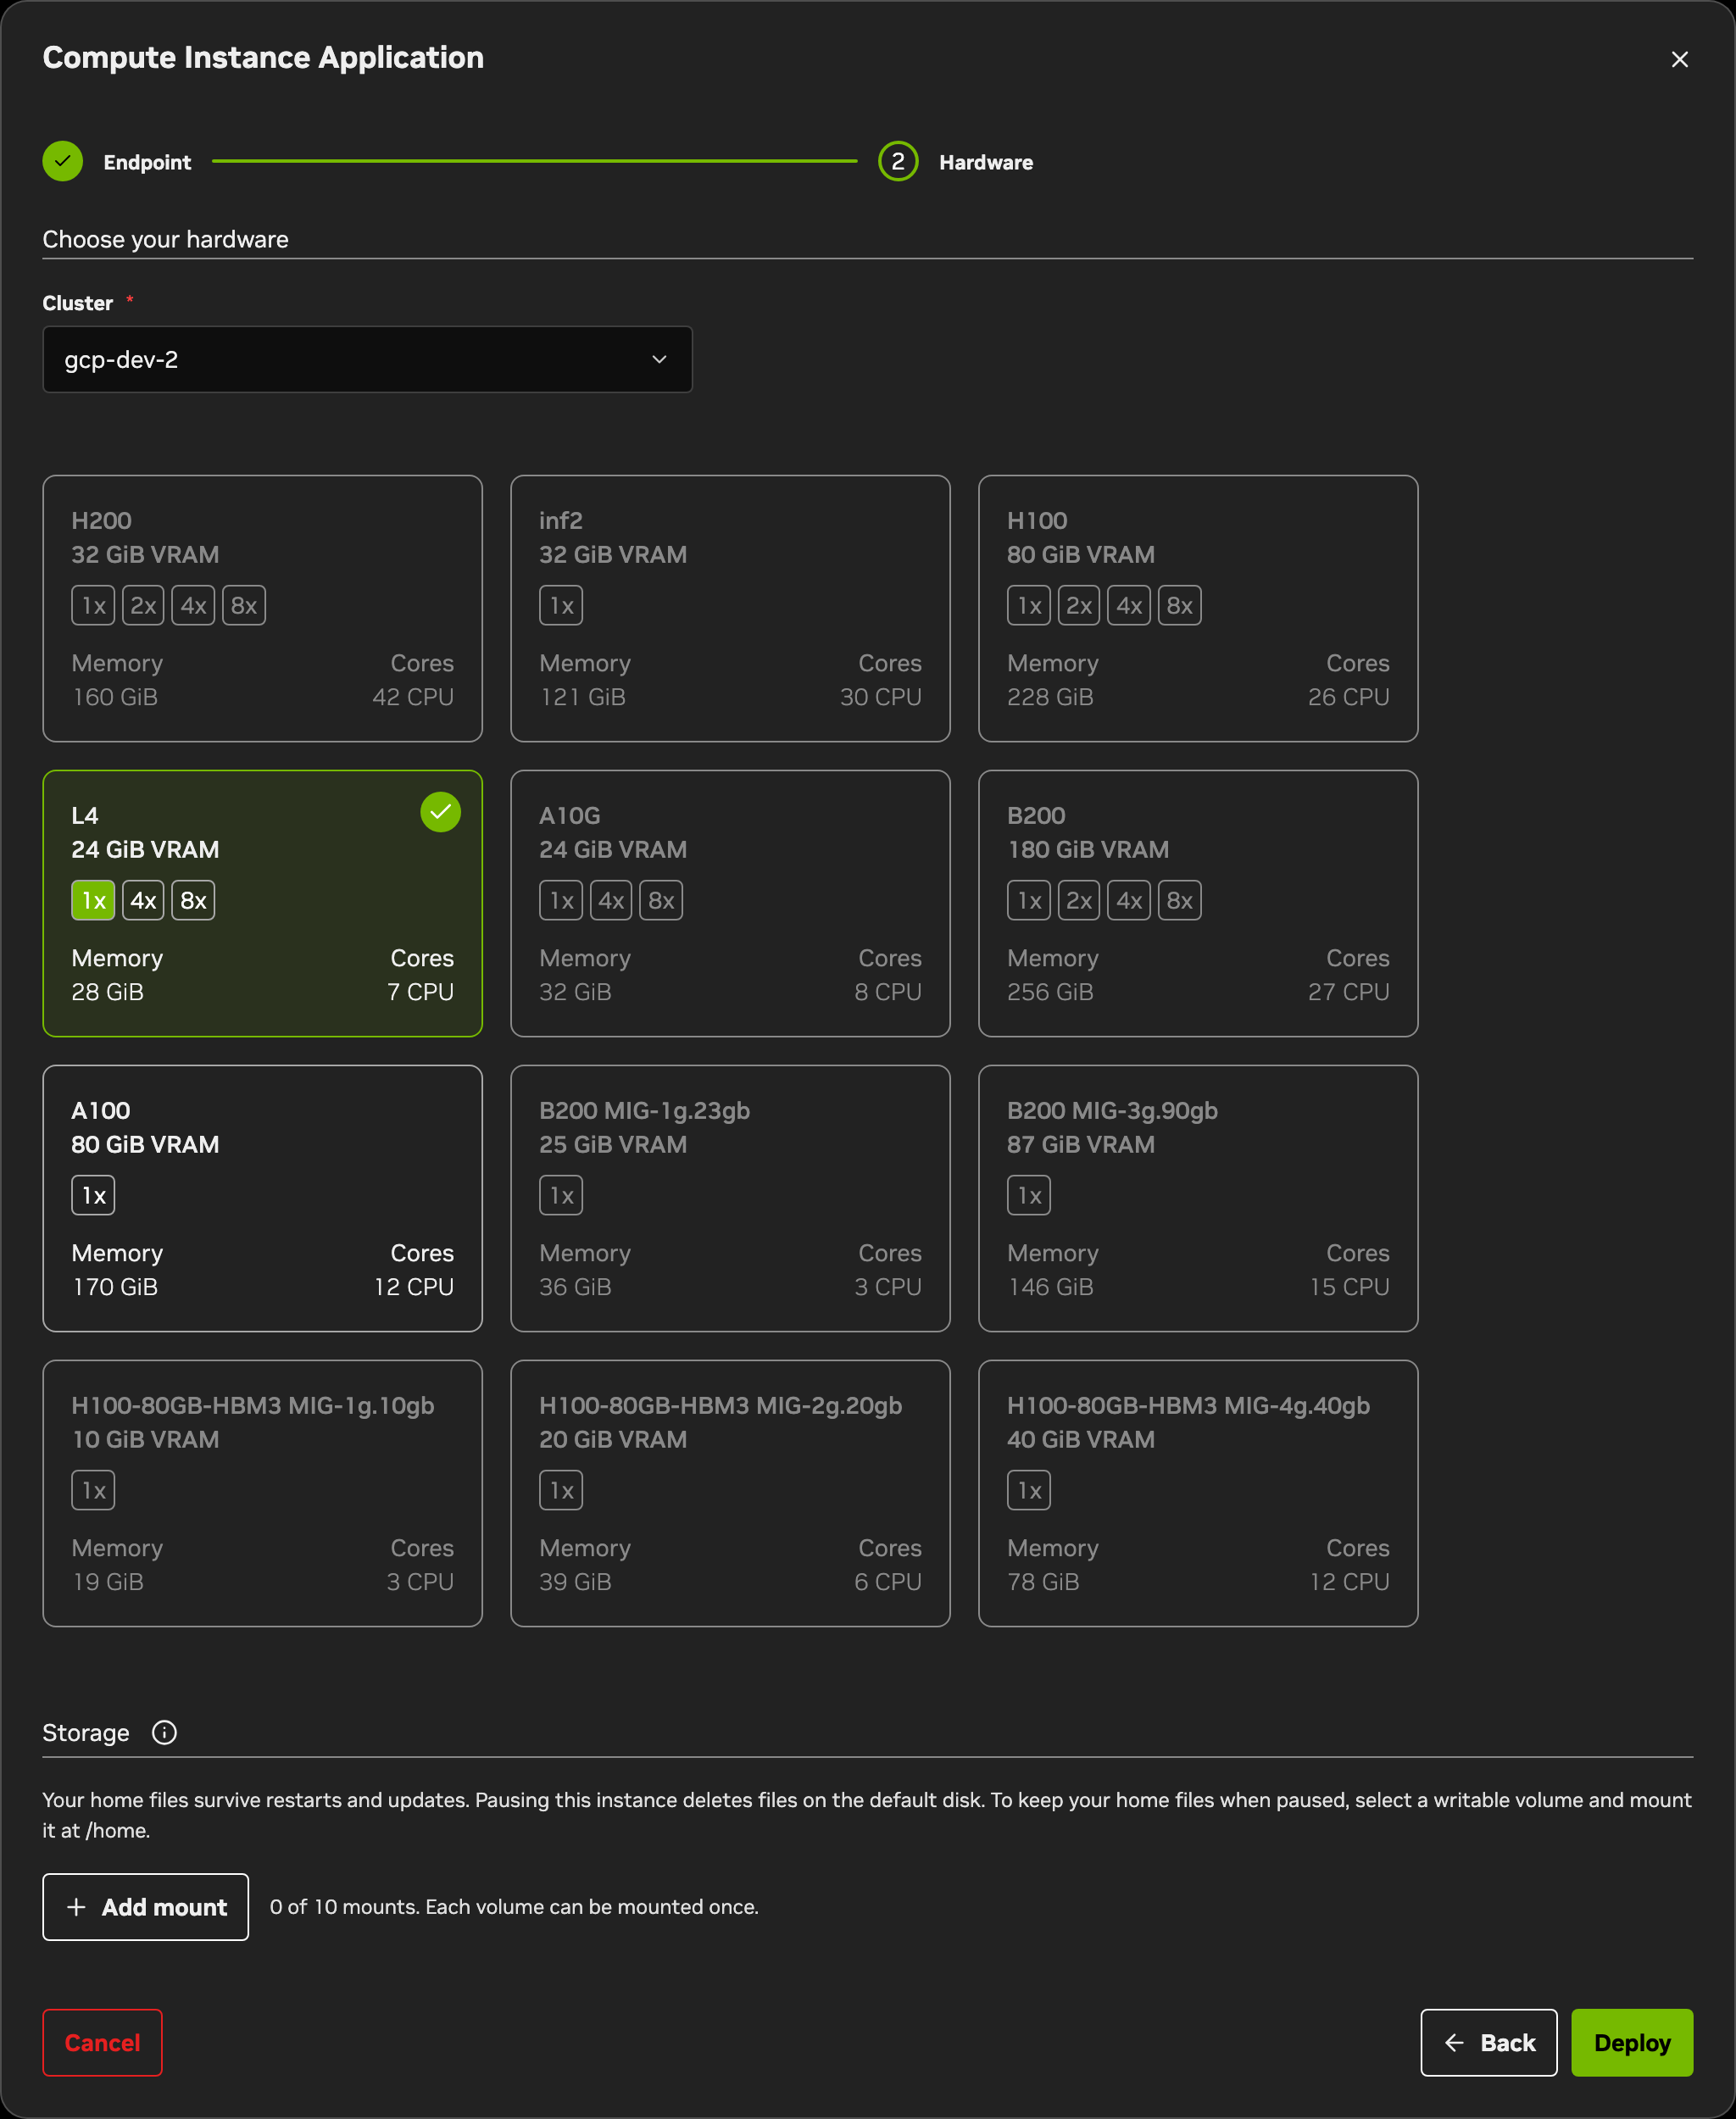 Compute Instance Application
Endpoint
2
Hardware
Choose your hardware
Cluster *
gcp-dev-2
H200
32 GiB VRAM
1x 2x 4x 8x
Memory Cores
160 GiB 42 CPU
inf2
32 GiB VRAM
1x
Memory Cores
121 GiB 30 CPU
H100
80 GiB VRAM
1x 2x 4x 8x
Memory Cores
228 GiB 26 CPU
L4
24 GiB VRAM
1x 4x 8x
Memory Cores
28 GiB 7 CPU
A10G
24 GiB VRAM
1x 4x 8x
Memory Cores
32 GiB 8 CPU
B200
180 GiB VRAM
1x 2x 4x 8x
Memory Cores
256 GiB 27 CPU
A100
80 GiB VRAM
1x
Memory Cores
170 GiB 12 CPU
B200 MIG-1g.23gb
25 GiB VRAM
1x
Memory Cores
36 GiB 3 CPU
B200 MIG-3g.90gb
87 GiB VRAM
1x
Memory Cores
146 GiB 15 CPU
H100-80GB-HBM3 MIG-1g.10gb
10 GiB VRAM
1x
Memory Cores
19 GiB 3 CPU
H100-80GB-HBM3 MIG-2g.20gb
20 GiB VRAM
1x
Memory Cores
39 GiB 6 CPU
H100-80GB-HBM3 MIG-4g.40gb
40 GiB VRAM
1x
Memory Cores
78 GiB 12 CPU
Storage
Your home files survive restarts and updates. Pausing this instance deletes files on the default disk. To keep your home files when paused, select a writable volume and mount
it at /home.
Add mount
0 of 10 mounts. Each volume can be mounted once.
Cancel
Back
Deploy